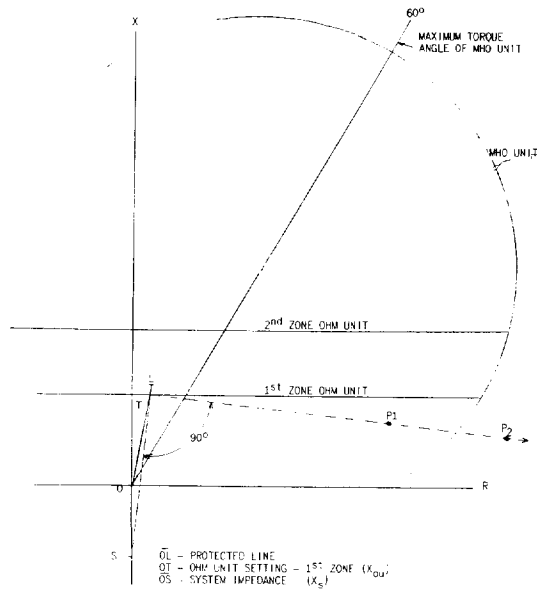 X
60°
MAXIMUM TORQUE
ANGLE OF MHO UNIT
MHO UNIT
2nd ZONE OHM UNIT
1st ZONE OHM UNIT
T
P1
P2
90°
O
R
S
OL - PROTECTED LINE
OT - OHM UNIT SETTING - 1st ZONE (Xou)
OS - SYSTEM IMPEDANCE (Xs)